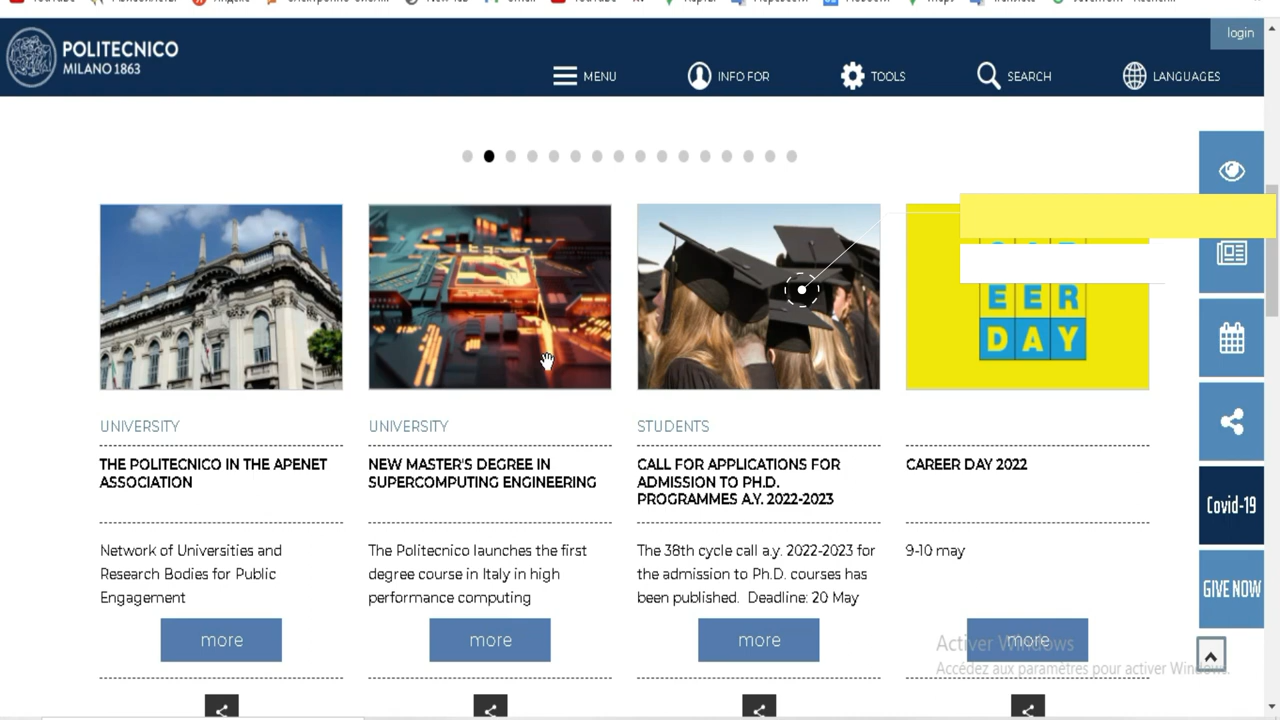 login
POLITECNICO
MILANO 1863
MENU
INFO FOR
TOOLS
SEARCH
LANGUAGES
EER
DAY
UNIVERSITY
THE POLITECNICO IN THE APENET
ASSOCIATION
Network of Universities and
Research Bodies for Public
Engagement
more
UNIVERSITY
NEW MASTER'S DEGREE IN
SUPERCOMPUTING ENGINEERING
The Politecnico launches the first
degree course in Italy in high
performance computing
more
STUDENTS
CALL FOR APPLICATIONS FOR
ADMISSION TO PH.D.
PROGRAMMES A.Y. 2022-2023
The 38th cycle call a.y. 2022-2023 for
the admission to Ph.D. courses has
been published. Deadline: 20 May
more
CAREER DAY 2022
9-10 may
more
Covid-19
GIVE NOW
Activer Windows
Accédez aux paramètres pour activer Windows.